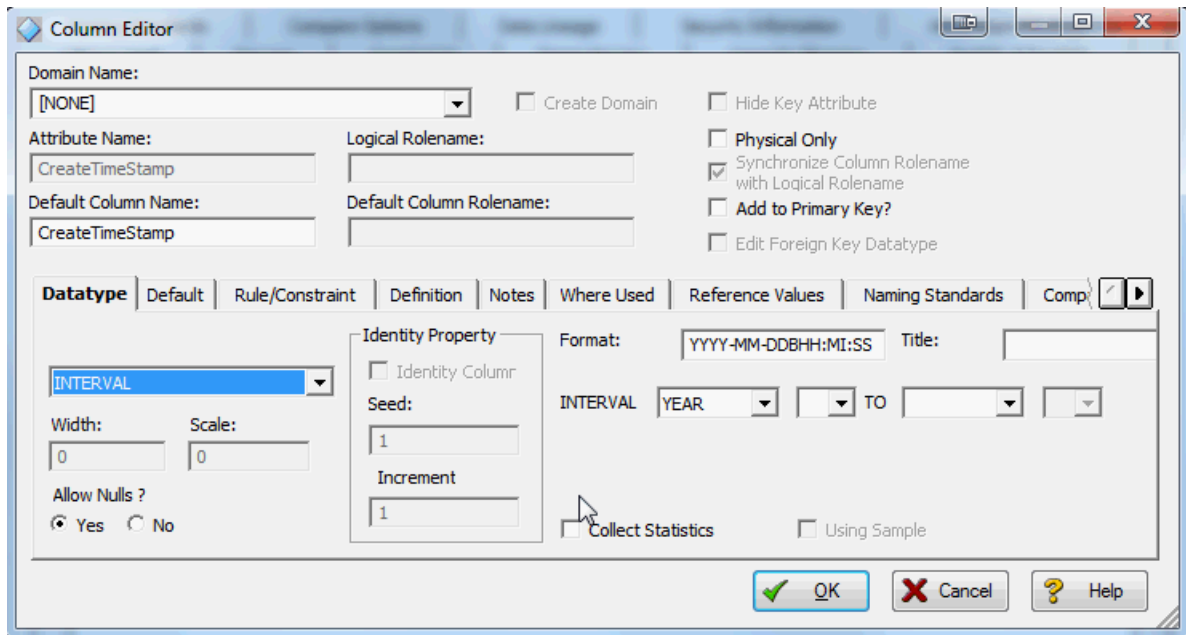 Column Editor
Domain Name:
[NONE]
Create Domain
Hide Key Attribute
Attribute Name:
Logical Rolename:
Physical Only
CreateTimeStamp
Synchronize Column Rolename
with Logical Rolename
Default Column Name:
Default Column Rolename:
Add to Primary Key?
CreateTimeStamp
Edit Foreign Key Datatype
Datatype Default Rule/Constraint Definition Notes Where Used Reference Values Naming Standards Comp
Identity Property
Format:
YYYY-MM-DDBHH:MI:SS
Title:
INTERVAL
Identity Column
INTERVAL YEAR TO
Seed:
Width:
Scale:
1
0
0
Increment
Allow Nulls ?
1
Yes No
Collect Statistics
Using Sample
OK
Cancel
Help